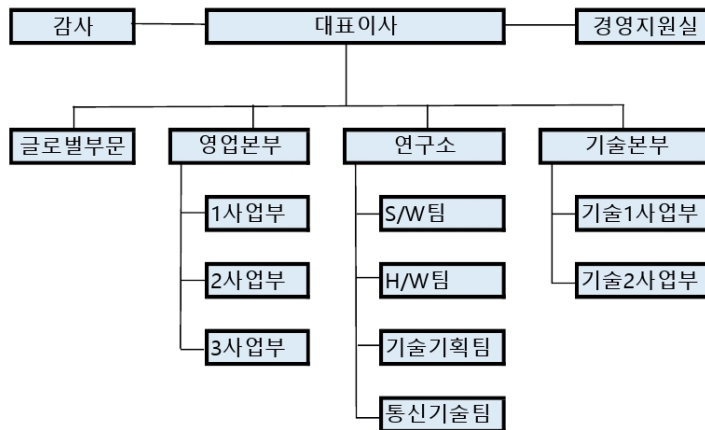 감사
대표이사
경영지원실
글로벌부문
영업본부
연구소
기술본부
1사업부
S/W팀
기술1사업부
2사업부
H/W팀
기술2사업부
3사업부
기술기획팀
통신기술팀